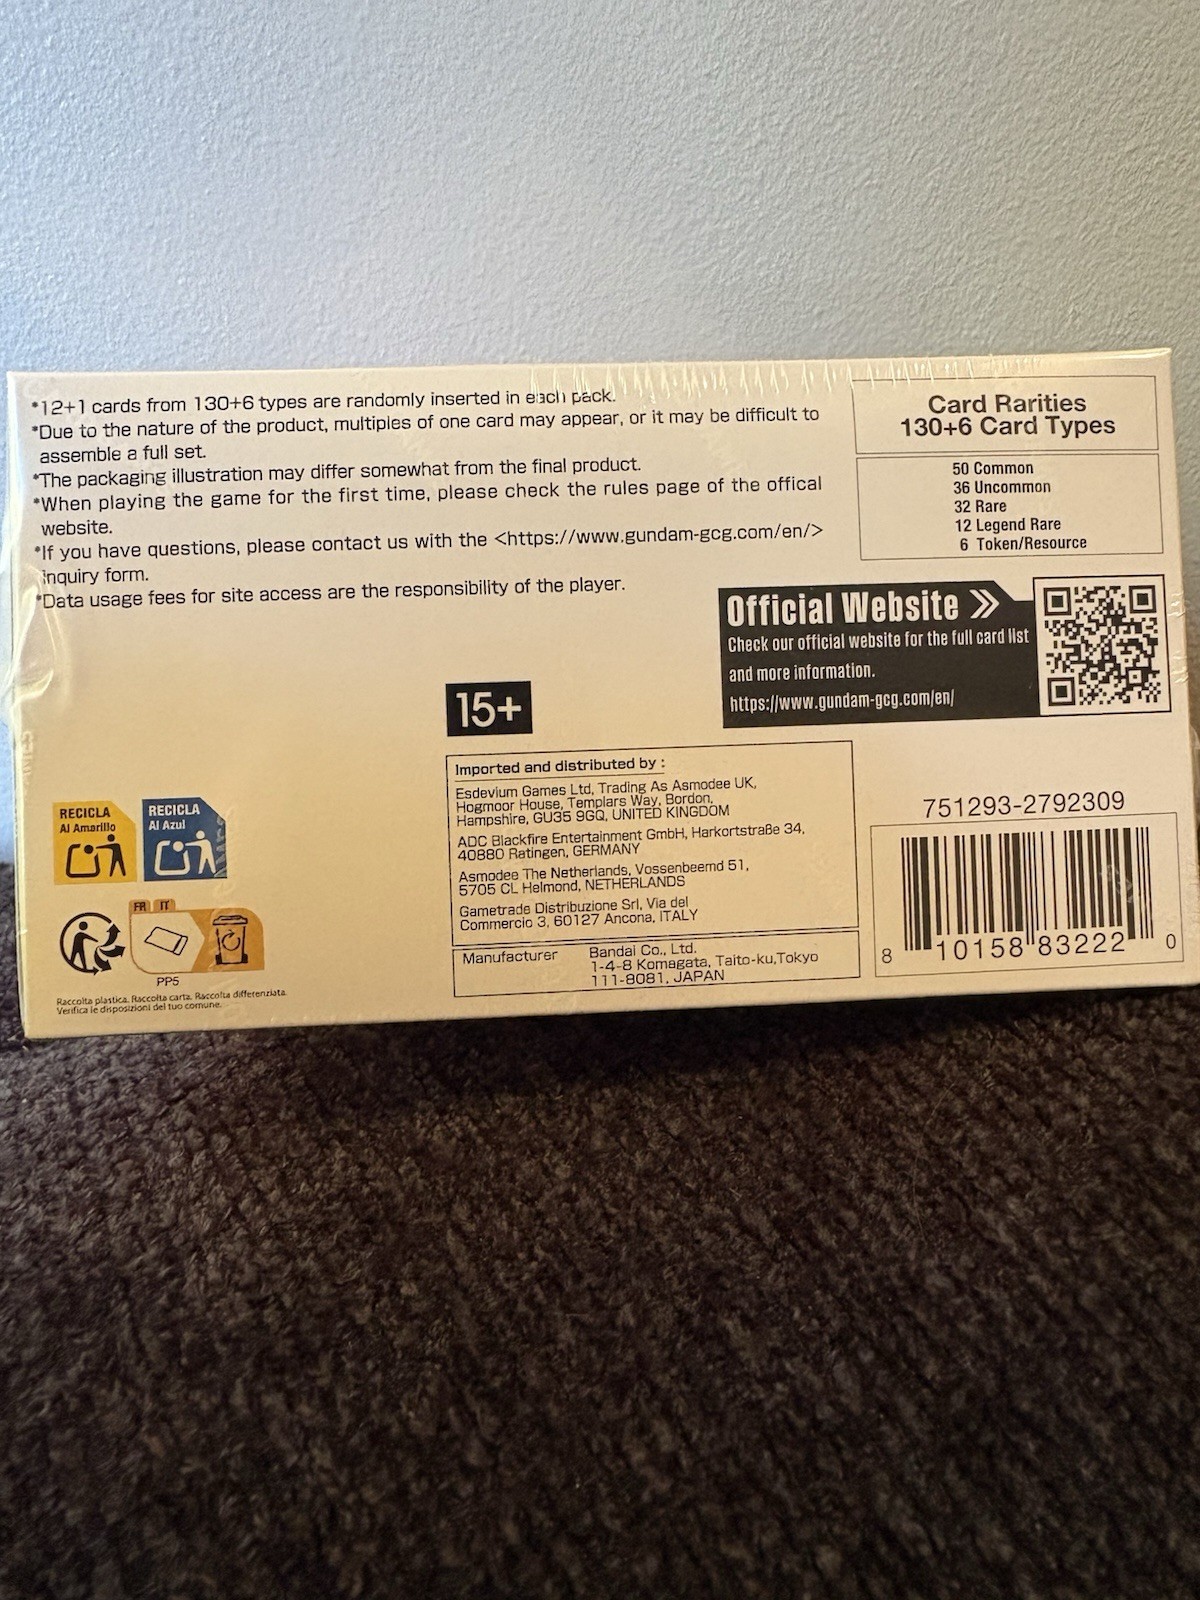 *12+1 cards from 130+6 types are randomly inserted in each pack.
*Due to the nature of the product, multiples of one card may appear, or it may be difficult to
assemble a full set.
*The packaging illustration may differ somewhat from the final product.
*When playing the game for the first time, please check the rules page of the offical
website.
*If you have questions, please contact us with the <https://www.gundam-gcg.com/en/>
inquiry form.
*Data usage fees for site access are the responsibility of the player.
Card Rarities
130+6 Card Types
50 Common
36 Uncommon
32 Rare
12 Legend Rare
6 Token/Resource
Official Website
Check our official website for the full card list
and more information.
https://www.gundam-gcg.com/en/
15+
Imported and distributed by :
Esdevium Games Ltd, Trading As Asmodee UK,
Hogmoor House, Templars Way, Bordon,
Hampshire, GU35 9GQ, UNITED KINGDOM
ADC Blackfire Entertainment GmbH, Harkortstraße 34,
40880 Ratingen, GERMANY
Asmodee The Netherlands, Vossenbeemd 51,
5705 CL Helmond, NETHERLANDS
Gametrade Distribuzione Srl, Via del
Commercio 3, 60127 Ancona, ITALY
Manufacturer
Bandai Co., Ltd.
1-4-8 Komagata, Taito-ku,Tokyo
111-8081, JAPAN
751293-2792309
8 10158 83222 0
RECICLA
Al Amarillo
RECICLA
Al Azul
FR IT
PP5
Raccolta plastica. Raccolta carta. Raccolta differenziata.
Verifica le disposizioni del tuo comune.